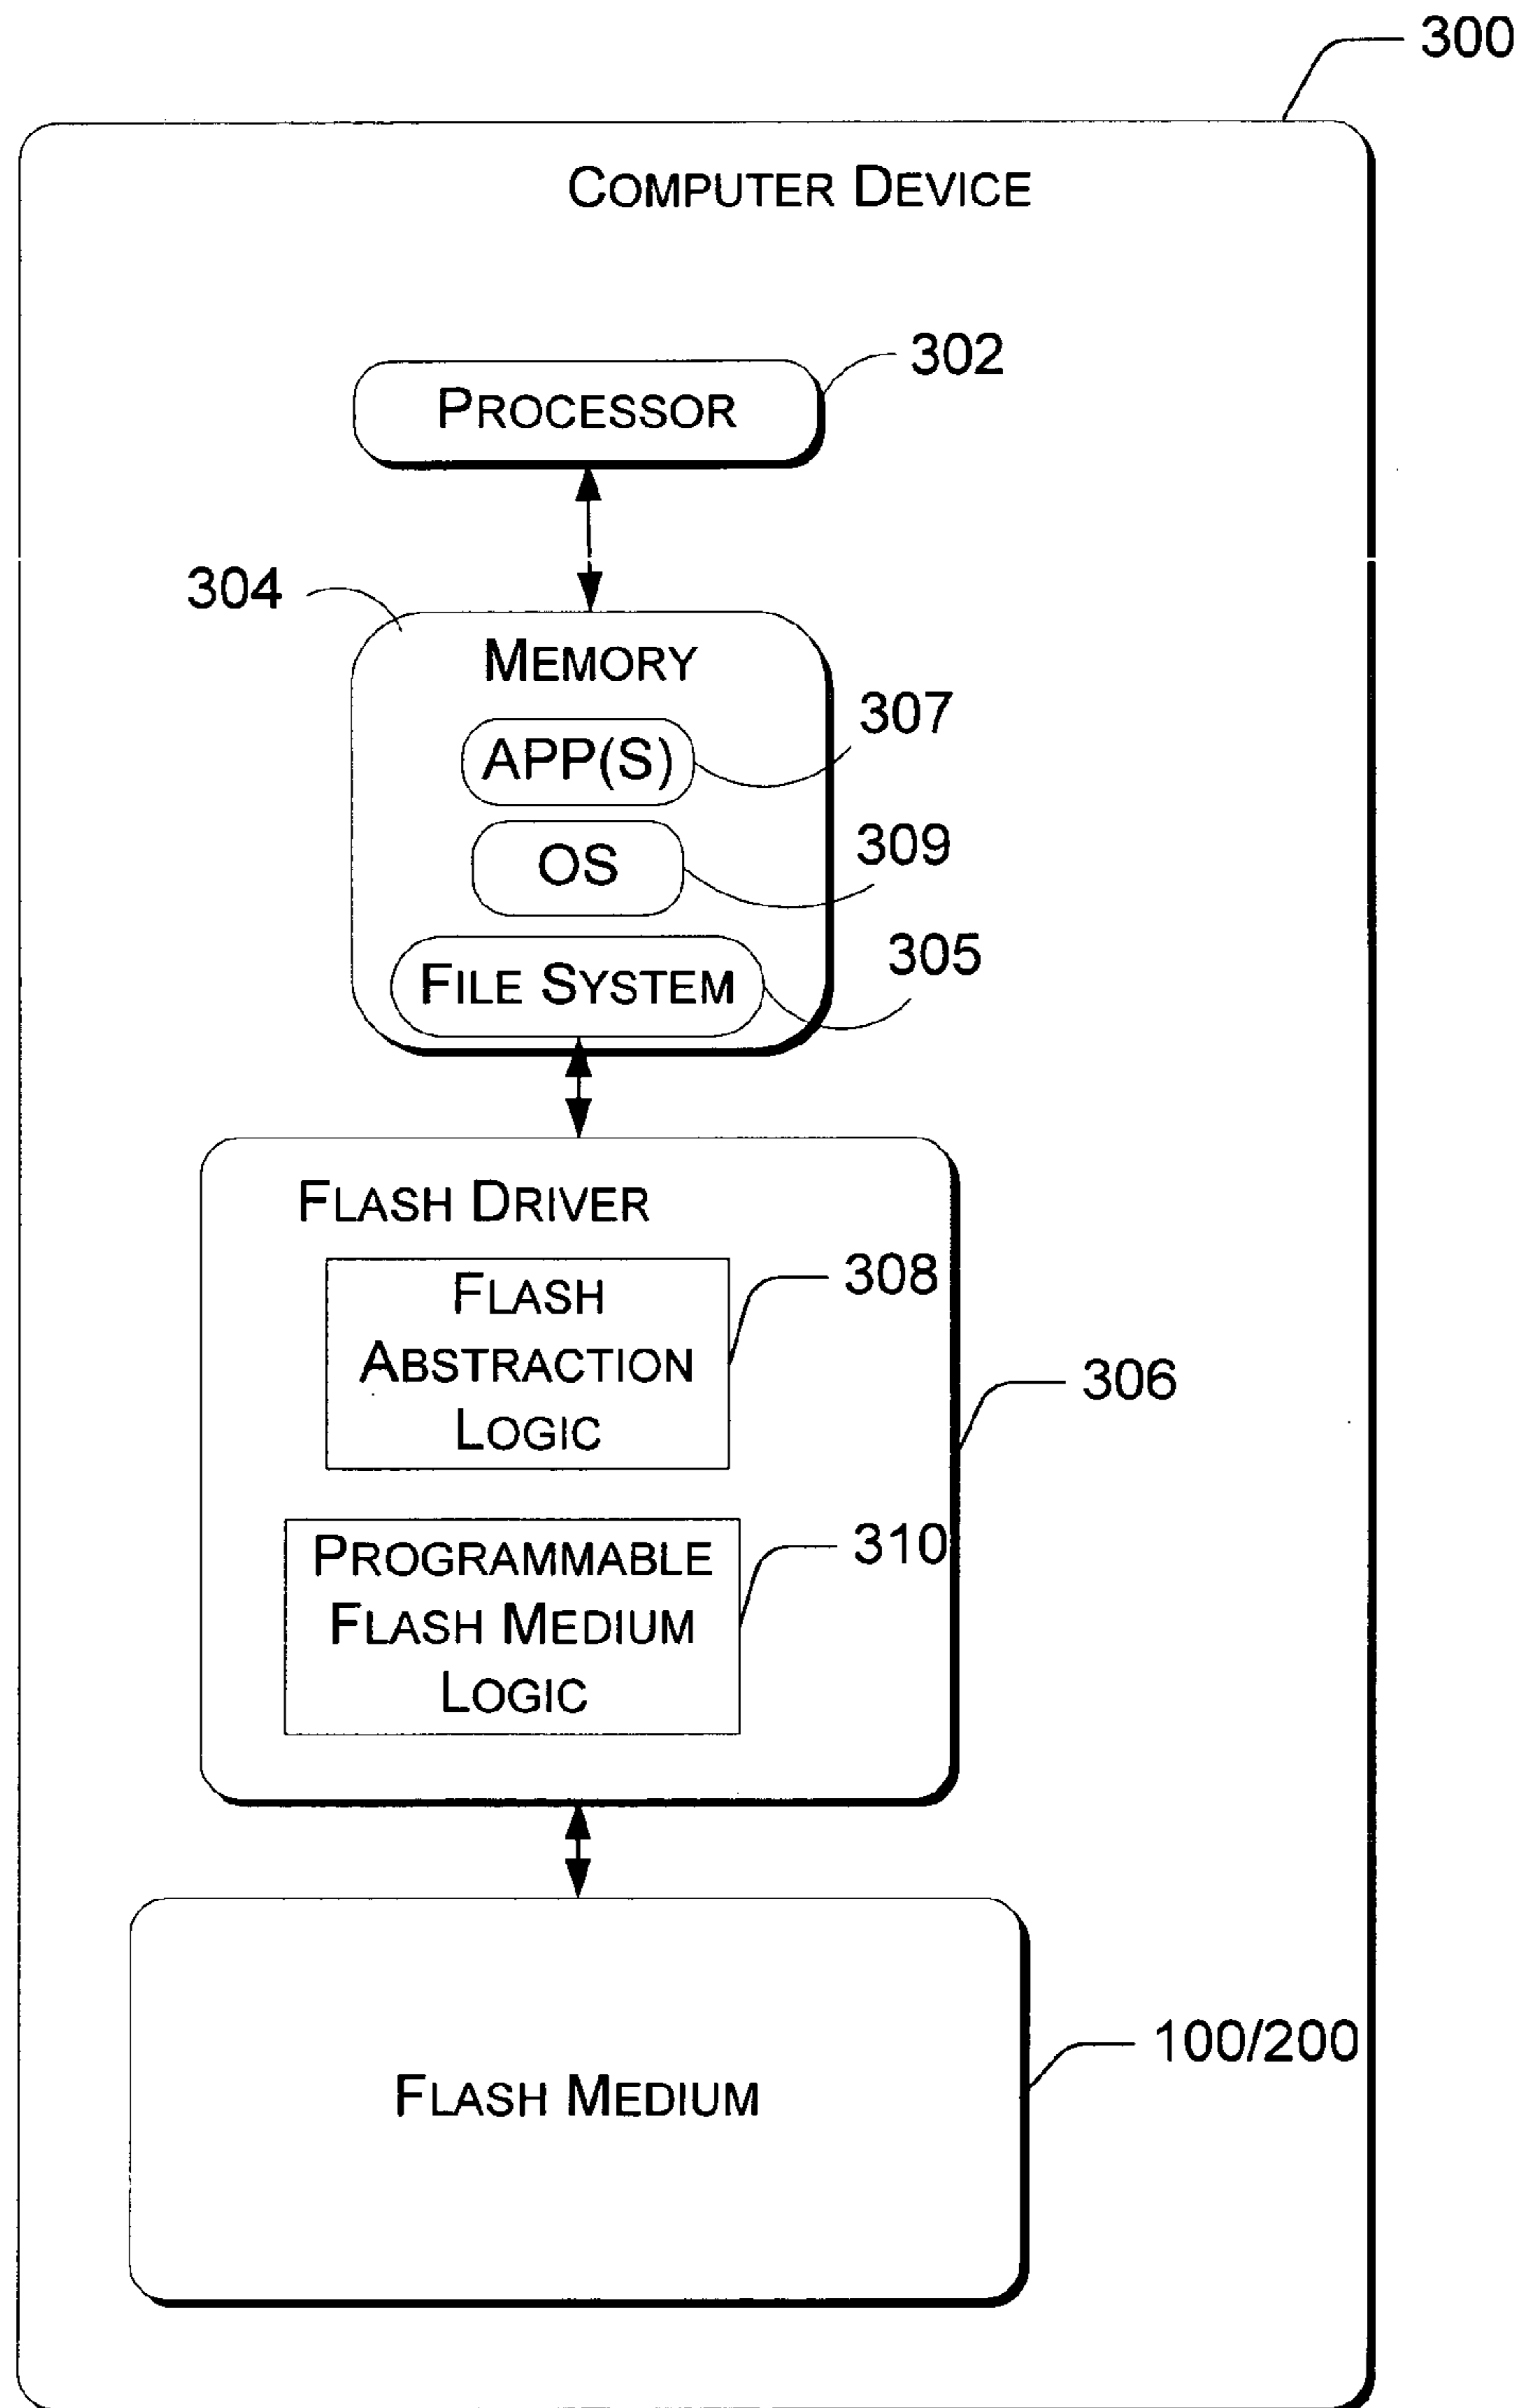 300
COMPUTER DEVICE
302
PROCESSOR
304
MEMORY
307
APP(S)
309
OS
305
FILE SYSTEM
FLASH DRIVER
308
FLASH
ABSTRACTION
LOGIC
306
310
PROGRAMMABLE
FLASH MEDIUM
LOGIC
100/200
FLASH MEDIUM